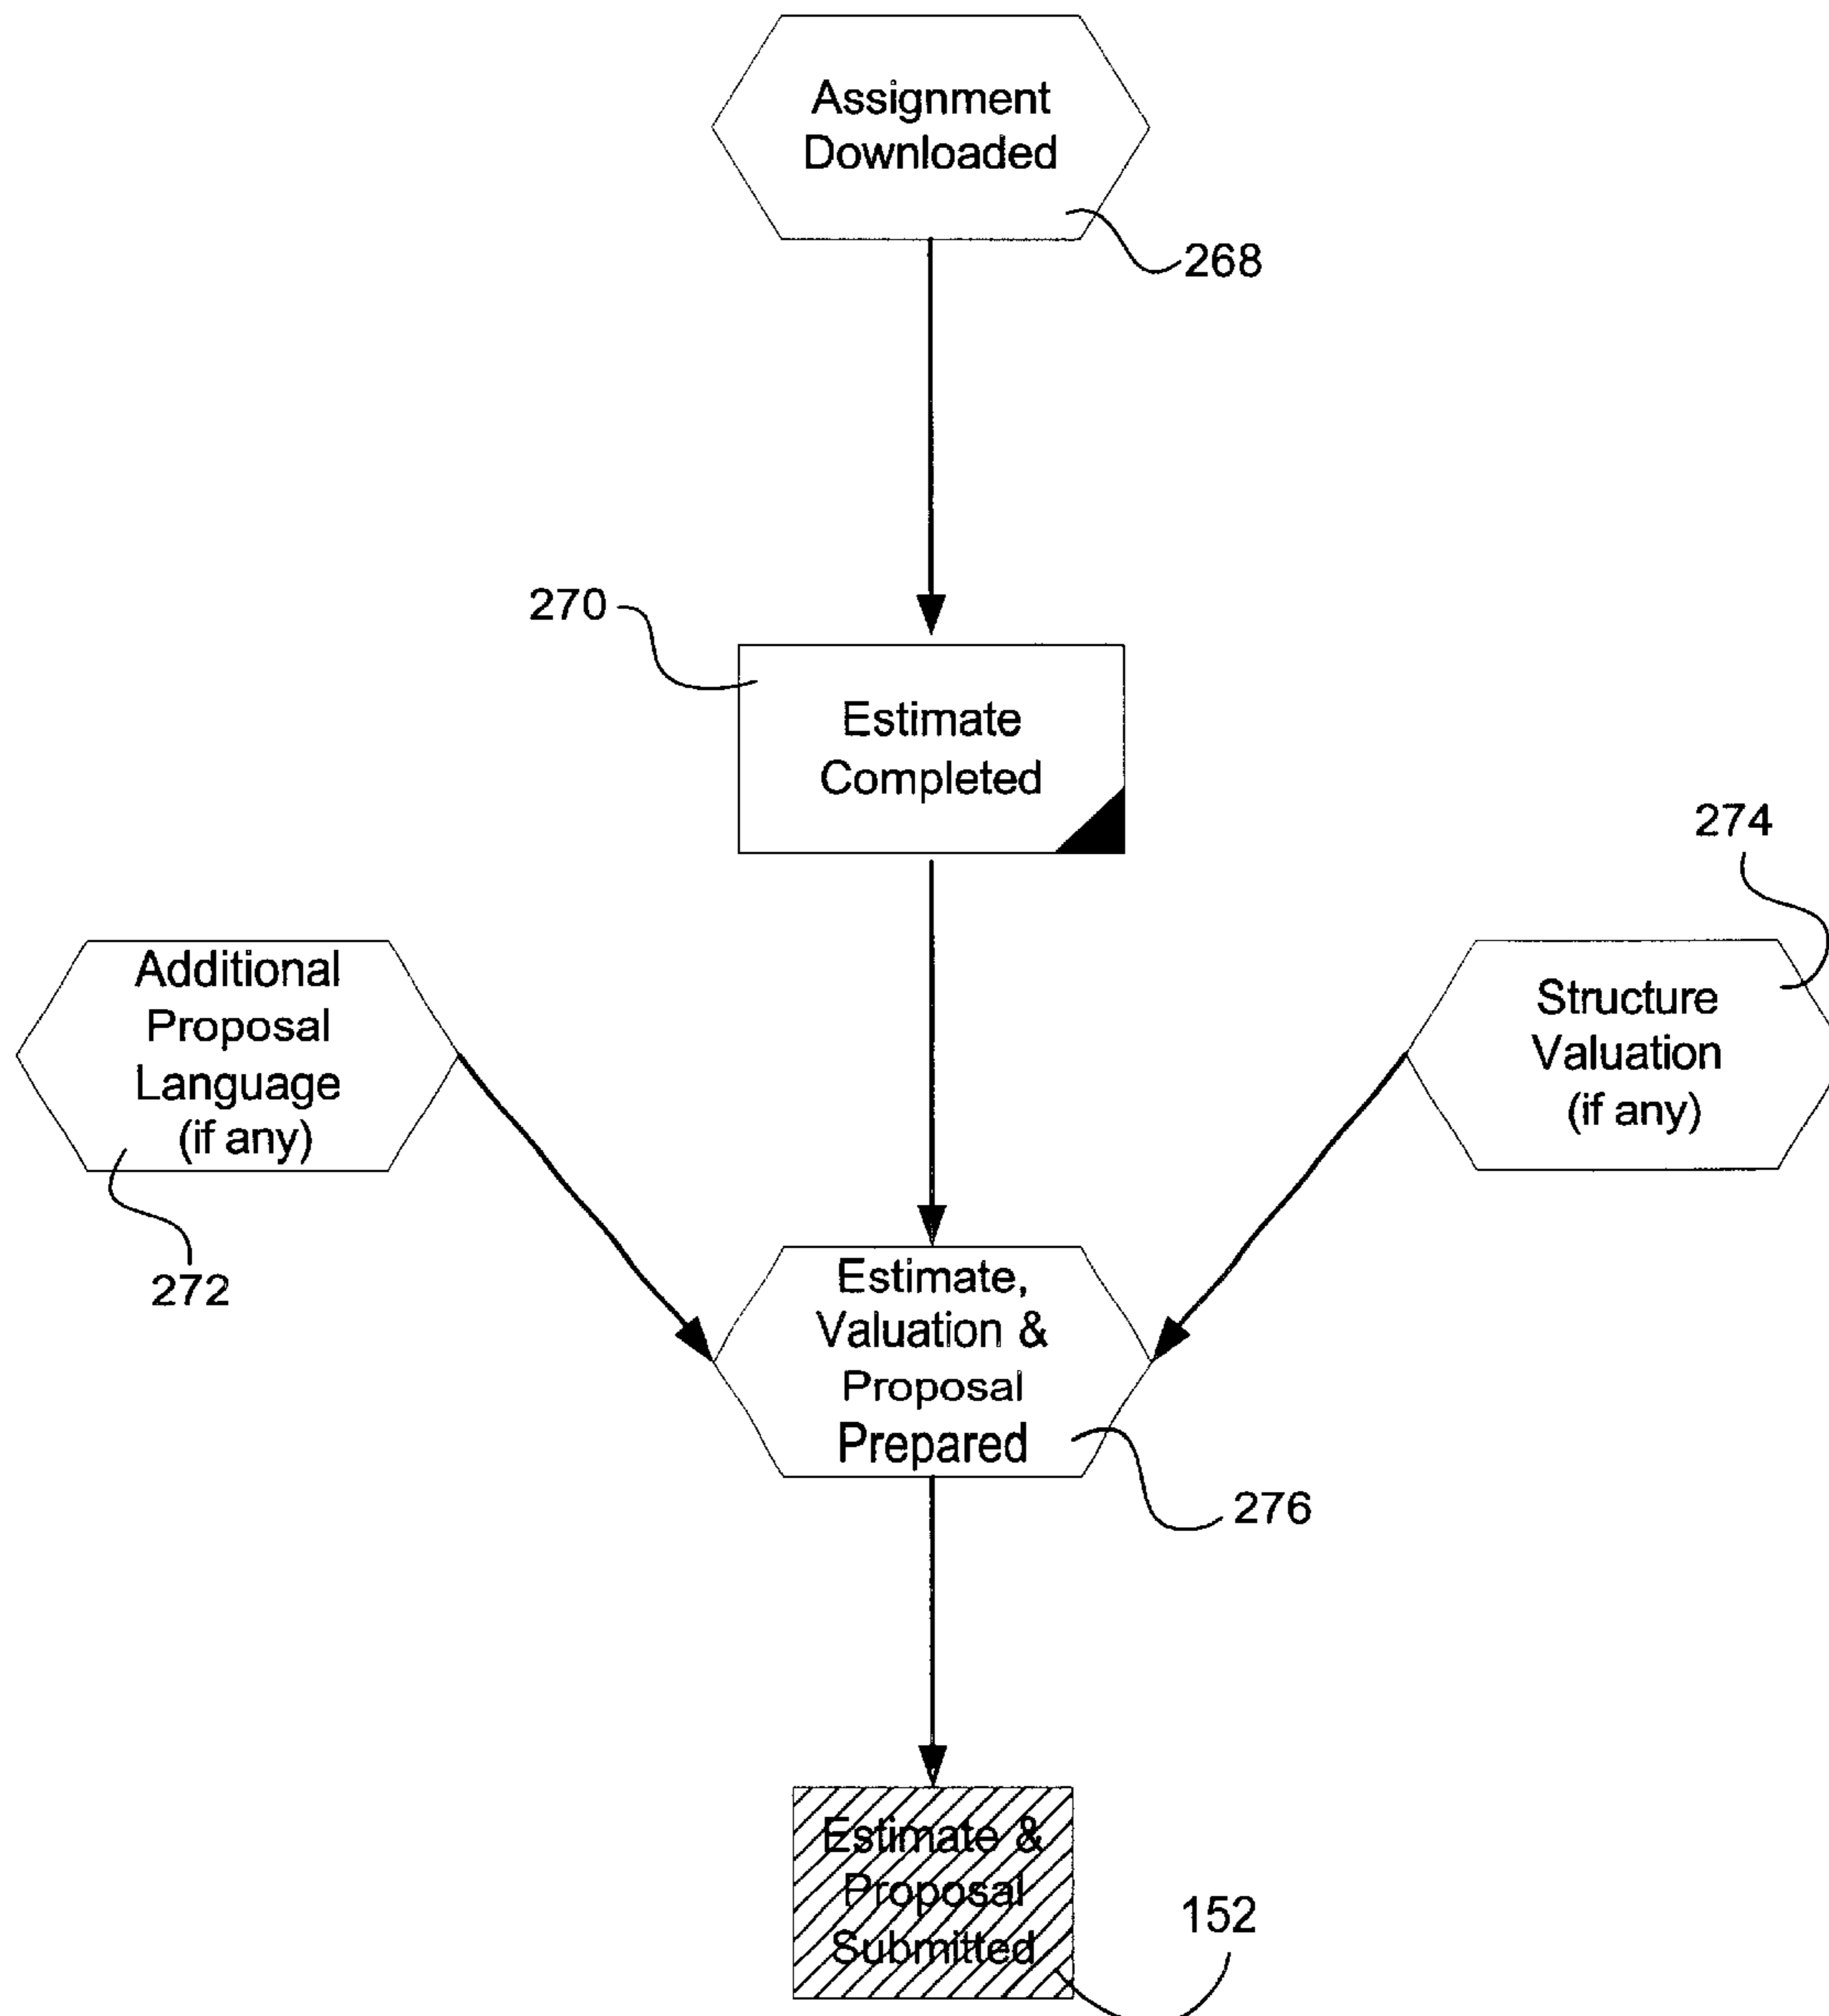 Assignment
Downloaded
268
270
Estimate
Completed
274
Additional
Proposal
Language
(if any)
Structure
Valuation
(if any)
272
Estimate,
Valuation &
Proposal
Prepared
276
Estimate &
Proposal
Submitted
152